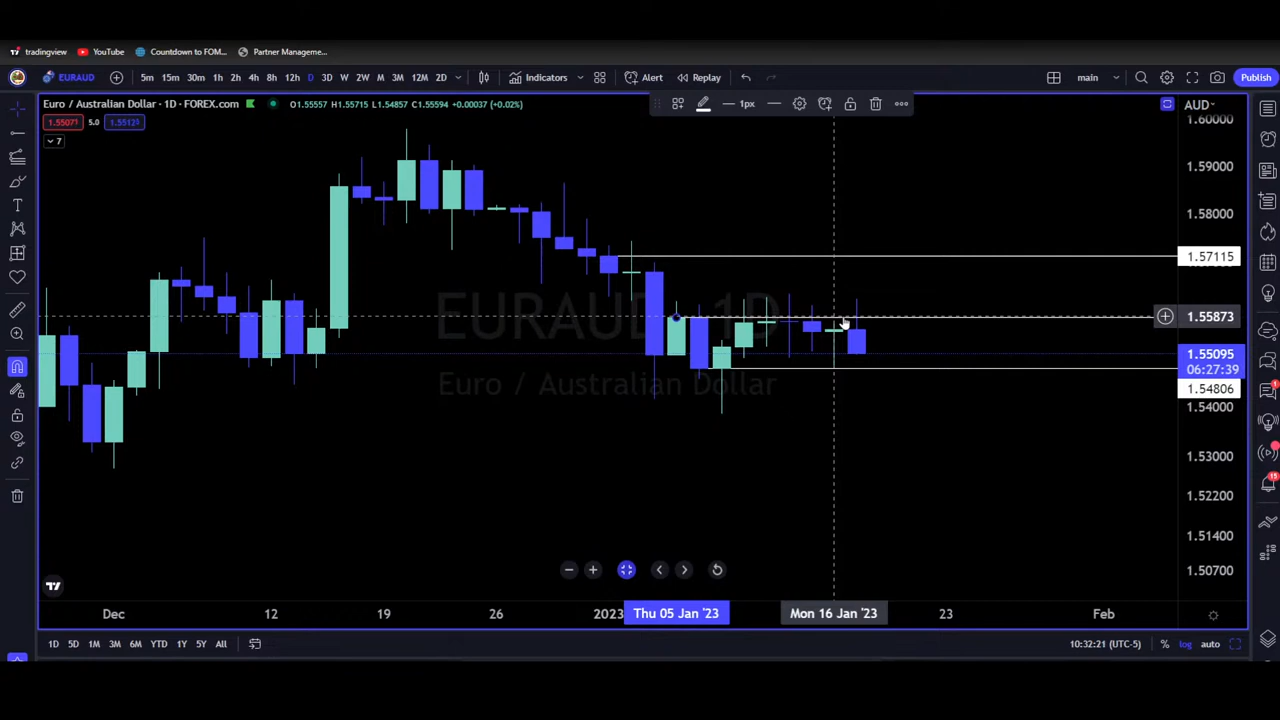 tradingview YouTube Countdown to FOM... Partner Manageme...
EURAUD 5m 15m 30m 1h 2h 4h 8h 12h D 3D W 2W M 3M 12M 2D Indicators Alert Replay main Publish
Euro / Australian Dollar · 1D · FOREX.com O1.55557 H1.55715 L1.54857 C1.55594 +0.00037 (+0.02%) 1px AUD
1.60000
1.55073 5.0 1.55123
7
1.59000
1.58000
1.57115
EURAUD 1D
1.55873
1.55095
06:27:39
Euro / Australian Dollar
1.54806
1.54000
1.53000
1.52200
1.51400
1.50700
Dec 12 19 26 2023 Thu 05 Jan '23 Mon 16 Jan '23 23 Feb
1D 5D 1M 3M 6M YTD 1Y 5Y All 10:32:21 (UTC-5) % log auto